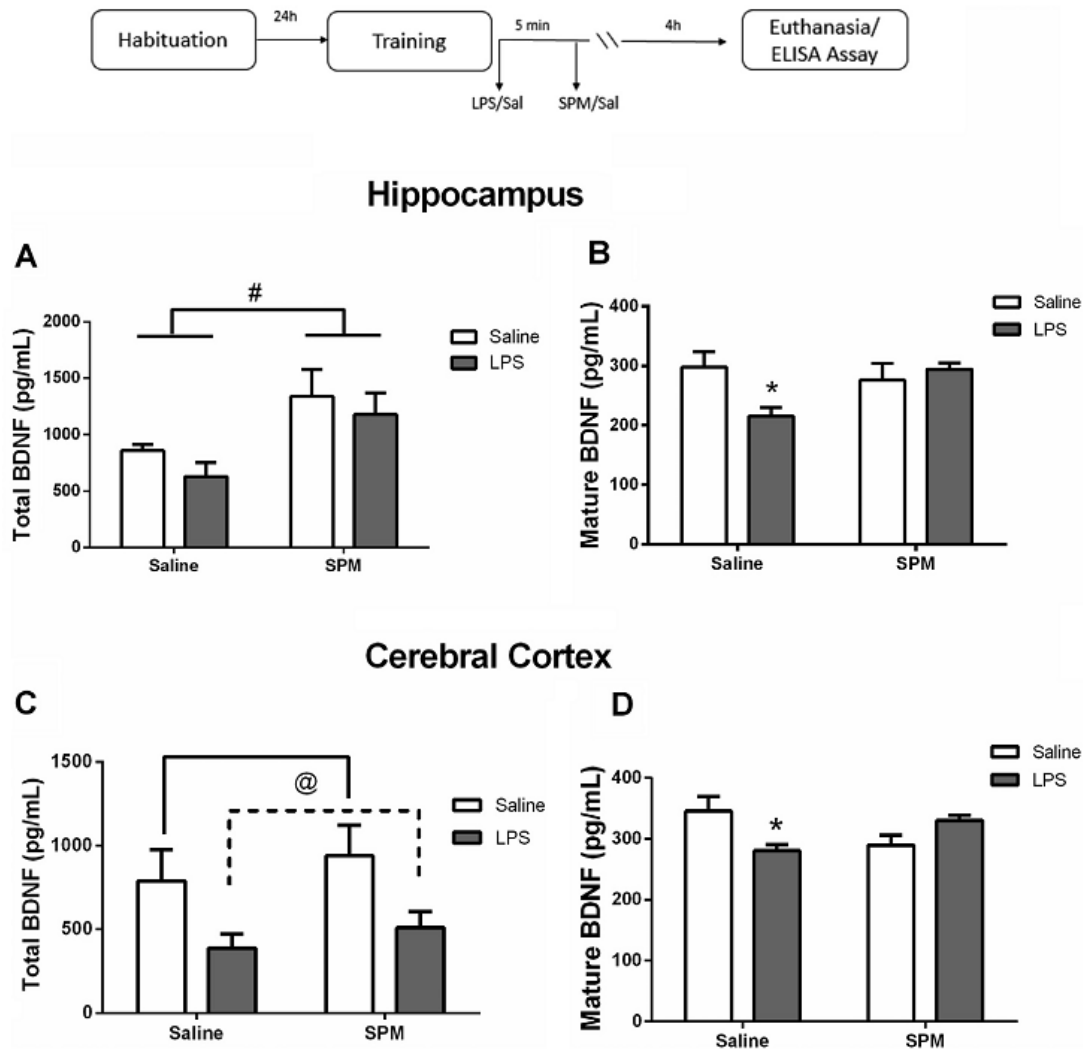 24h
5 min
4h
Habituation
Training
Euthanasia/
ELISA Assay
LPS/Sal
SPM/Sal
Hippocampus
A
#
Total BDNF (pg/mL)
2000
1500
1000
500
0
Saline
SPM
Saline
LPS
B
Mature BDNF (pg/mL)
400
300
200
100
0
*
Saline
SPM
Saline
LPS
Cerebral Cortex
C
@
Total BDNF (pg/mL)
1500
1000
500
0
Saline
SPM
Saline
LPS
D
Mature BDNF (pg/mL)
400
300
200
100
0
*
Saline
SPM
Saline
LPS